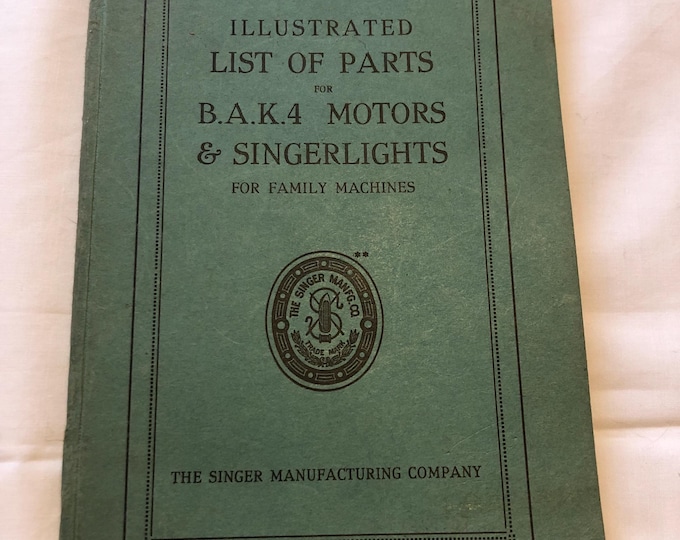 ILLUSTRATED
LIST OF PARTS
FOR
B.A.K.4 MOTORS
& SINGERLIGHTS
FOR FAMILY MACHINES
**
THE SINGER MANFG. CO
TRADE MARK
THE SINGER MANUFACTURING COMPANY